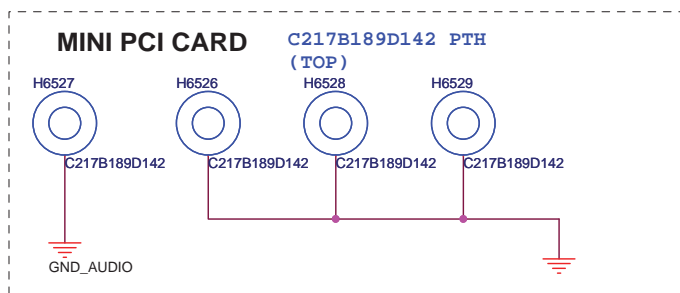 MINI PCI CARD
C217B189D142 PTH
(TOP)
H6527
H6526
H6528
H6529
C217B189D142
C217B189D142
C217B189D142
C217B189D142
GND_AUDIO